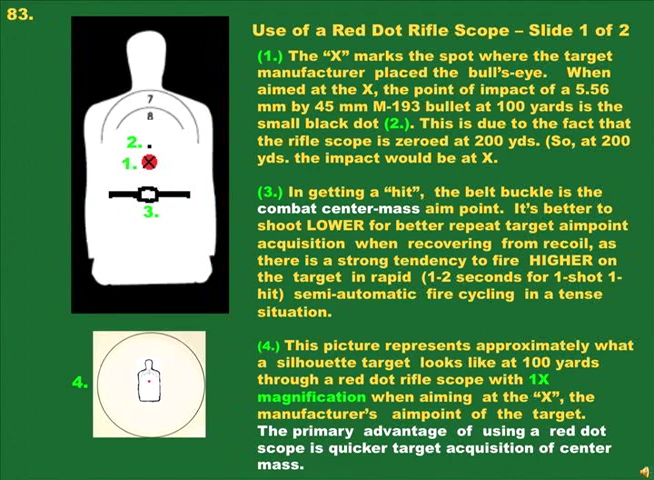 83.
Use of a Red Dot Rifle Scope – Slide 1 of 2
(1.) The “X” marks the spot where the target
manufacturer placed the bull’s-eye. When
aimed at the X, the point of impact of a 5.56
mm by 45 mm M-193 bullet at 100 yards is the
small black dot (2.). This is due to the fact that
the rifle scope is zeroed at 200 yds. (So, at 200
yds. the impact would be at X.
7
8
2.
1.
X
3.
(3.) In getting a “hit”, the belt buckle is the
combat center-mass aim point. It’s better to
shoot LOWER for better repeat target aimpoint
acquisition when recovering from recoil, as
there is a strong tendency to fire HIGHER on
the target in rapid (1-2 seconds for 1-shot 1-
hit) semi-automatic fire cycling in a tense
situation.
4.
(4.) This picture represents approximately what
a silhouette target looks like at 100 yards
through a red dot rifle scope with 1X
magnification when aiming at the “X”, the
manufacturer’s aimpoint of the target.
The primary advantage of using a red dot
scope is quicker target acquisition of center
mass.